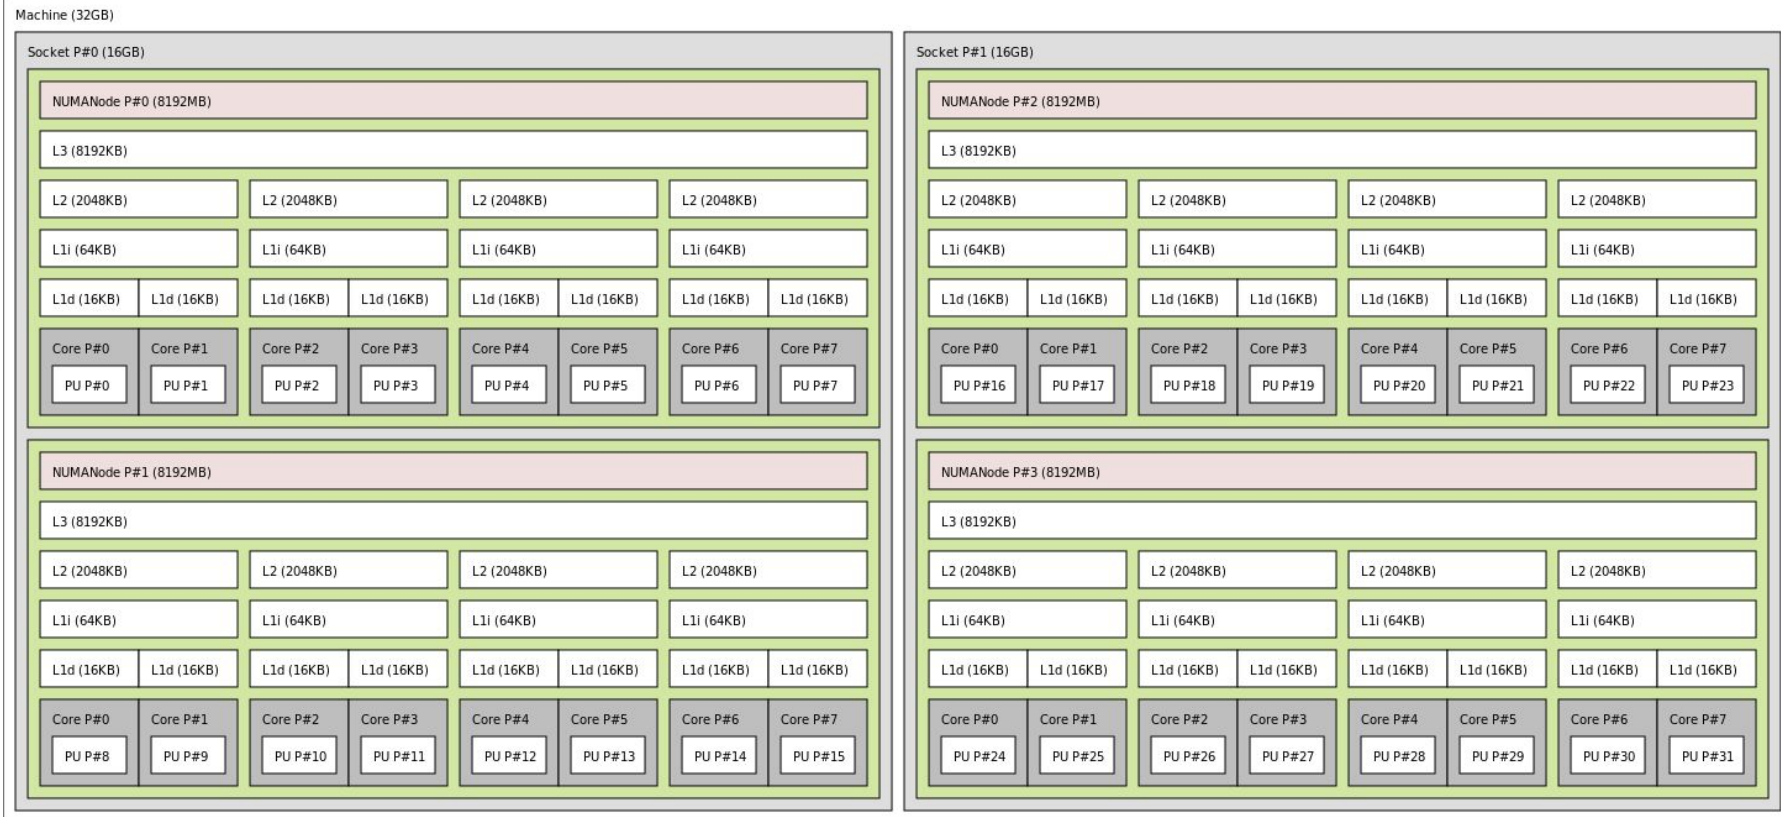 Machine (32GB)
Socket P#0 (16GB)
NUMANode P#0 (8192MB)
L3 (8192KB)
L2 (2048KB) L2 (2048KB) L2 (2048KB) L2 (2048KB)
L1i (64KB) L1i (64KB) L1i (64KB) L1i (64KB)
L1d (16KB) L1d (16KB) L1d (16KB) L1d (16KB) L1d (16KB) L1d (16KB) L1d (16KB) L1d (16KB)
Core P#0 Core P#1 Core P#2 Core P#3 Core P#4 Core P#5 Core P#6 Core P#7
PU P#0 PU P#1 PU P#2 PU P#3 PU P#4 PU P#5 PU P#6 PU P#7
NUMANode P#1 (8192MB)
L3 (8192KB)
L2 (2048KB) L2 (2048KB) L2 (2048KB) L2 (2048KB)
L1i (64KB) L1i (64KB) L1i (64KB) L1i (64KB)
L1d (16KB) L1d (16KB) L1d (16KB) L1d (16KB) L1d (16KB) L1d (16KB) L1d (16KB) L1d (16KB)
Core P#0 Core P#1 Core P#2 Core P#3 Core P#4 Core P#5 Core P#6 Core P#7
PU P#8 PU P#9 PU P#10 PU P#11 PU P#12 PU P#13 PU P#14 PU P#15
Socket P#1 (16GB)
NUMANode P#2 (8192MB)
L3 (8192KB)
L2 (2048KB) L2 (2048KB) L2 (2048KB) L2 (2048KB)
L1i (64KB) L1i (64KB) L1i (64KB) L1i (64KB)
L1d (16KB) L1d (16KB) L1d (16KB) L1d (16KB) L1d (16KB) L1d (16KB) L1d (16KB) L1d (16KB)
Core P#0 Core P#1 Core P#2 Core P#3 Core P#4 Core P#5 Core P#6 Core P#7
PU P#16 PU P#17 PU P#18 PU P#19 PU P#20 PU P#21 PU P#22 PU P#23
NUMANode P#3 (8192MB)
L3 (8192KB)
L2 (2048KB) L2 (2048KB) L2 (2048KB) L2 (2048KB)
L1i (64KB) L1i (64KB) L1i (64KB) L1i (64KB)
L1d (16KB) L1d (16KB) L1d (16KB) L1d (16KB) L1d (16KB) L1d (16KB) L1d (16KB) L1d (16KB)
Core P#0 Core P#1 Core P#2 Core P#3 Core P#4 Core P#5 Core P#6 Core P#7
PU P#24 PU P#25 PU P#26 PU P#27 PU P#28 PU P#29 PU P#30 PU P#31